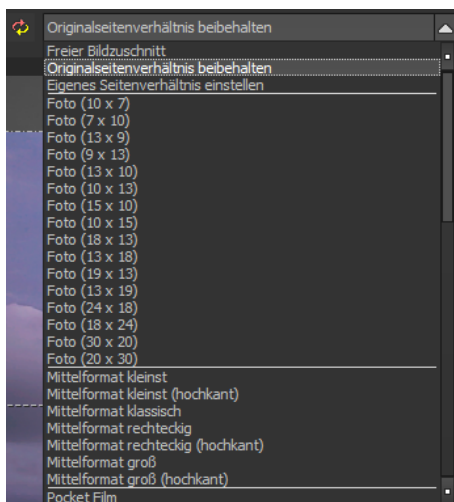 Originalseitenverhältnis beibehalten
Freier Bildzuschnitt
Originalseitenverhältnis beibehalten
Eigenes Seitenverhältnis einstellen
Foto (10 x 7)
Foto (7 x 10)
Foto (13 x 9)
Foto (9 x 13)
Foto (13 x 10)
Foto (10 x 13)
Foto (15 x 10)
Foto (10 x 15)
Foto (18 x 13)
Foto (13 x 18)
Foto (19 x 13)
Foto (13 x 19)
Foto (24 x 18)
Foto (18 x 24)
Foto (30 x 20)
Foto (20 x 30)
Mittelformat kleinst
Mittelformat kleinst (hochkant)
Mittelformat klassisch
Mittelformat rechteckig
Mittelformat rechteckig (hochkant)
Mittelformat groß
Mittelformat groß (hochkant)
Pocket Film